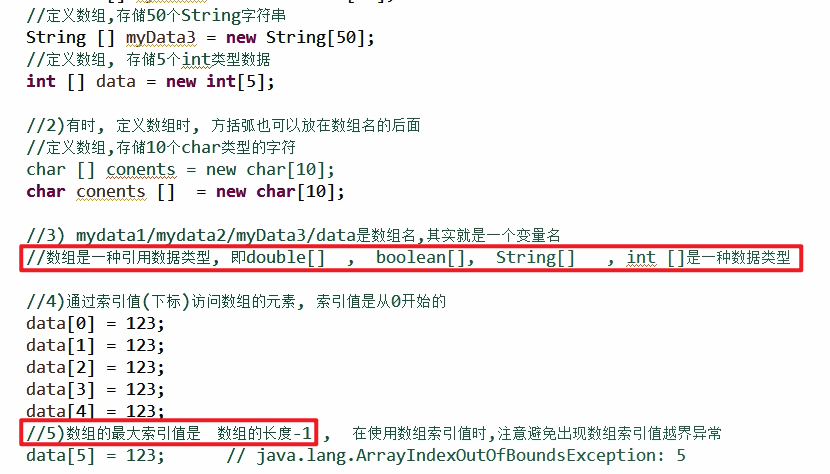 //定义数组,存储50个String字符串
String [] myData3 = new String[50];
//定义数组, 存储5个int类型数据
int [] data = new int[5];
//2)有时, 定义数组时, 方括弧也可以放在数组名的后面
//定义数组,存储10个char类型的字符
char [] conents = new char[10];
char conents []  = new char[10];
//3) mydata1/mydata2/myData3/data是数组名,其实就是一个变量名
//数组是一种引用数据类型, 即double[]  ,  boolean[],  String[]   , int []是一种数据类型
//4)通过索引值(下标)访问数组的元素, 索引值是从0开始的
data[0] = 123;
data[1] = 123;
data[2] = 123;
data[3] = 123;
data[4] = 123;
//5)数组的最大索引值是  数组的长度-1 ,  在使用数组索引值时,注意避免出现数组索引值越界异常
data[5] = 123;     // java.lang.ArrayIndexOutOfBoundsException: 5